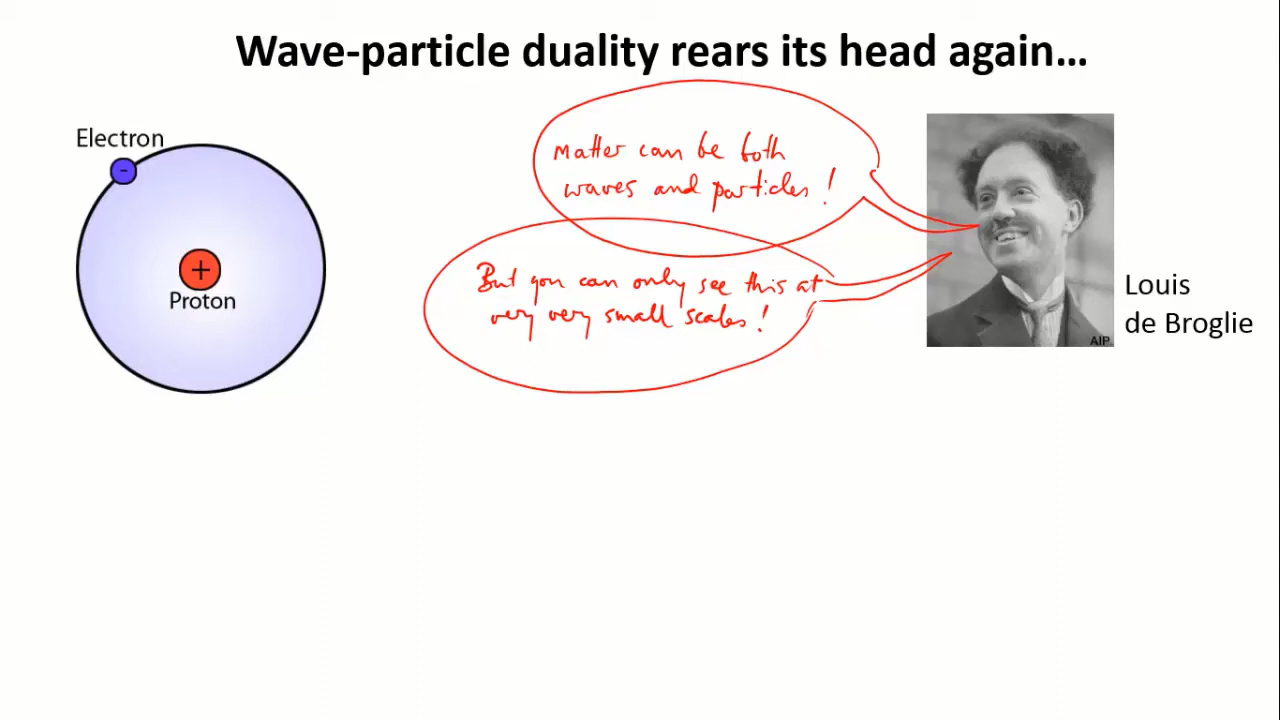 Wave-particle duality rears its head again…
Electron
-
+
Proton
Matter can be both
waves and particles!
But you can only see this at
very very small scales!
AIP
Louis
de Broglie